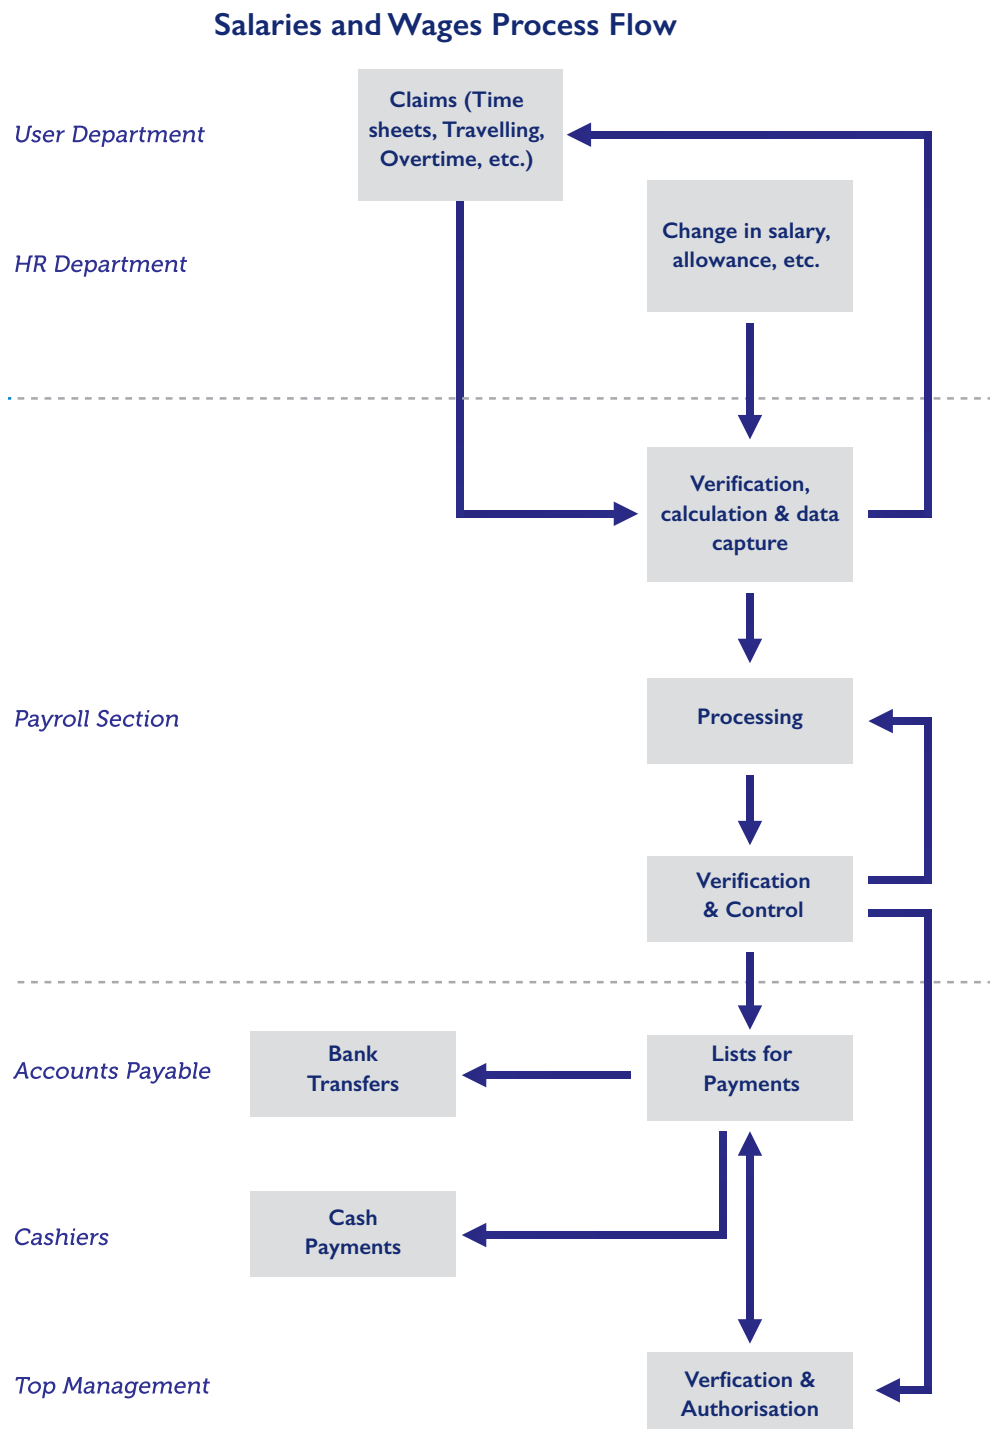 Salaries and Wages Process Flow
Claims (Time
sheets, Travelling,
Overtime, etc.)
User Department
Change in salary,
allowance, etc.
HR Department
Verification,
calculation & data
capture
Payroll Section
Processing
Verification
& Control
Accounts Payable
Bank
Transfers
Lists for
Payments
Cashiers
Cash
Payments
Top Management
Verfication &
Authorisation